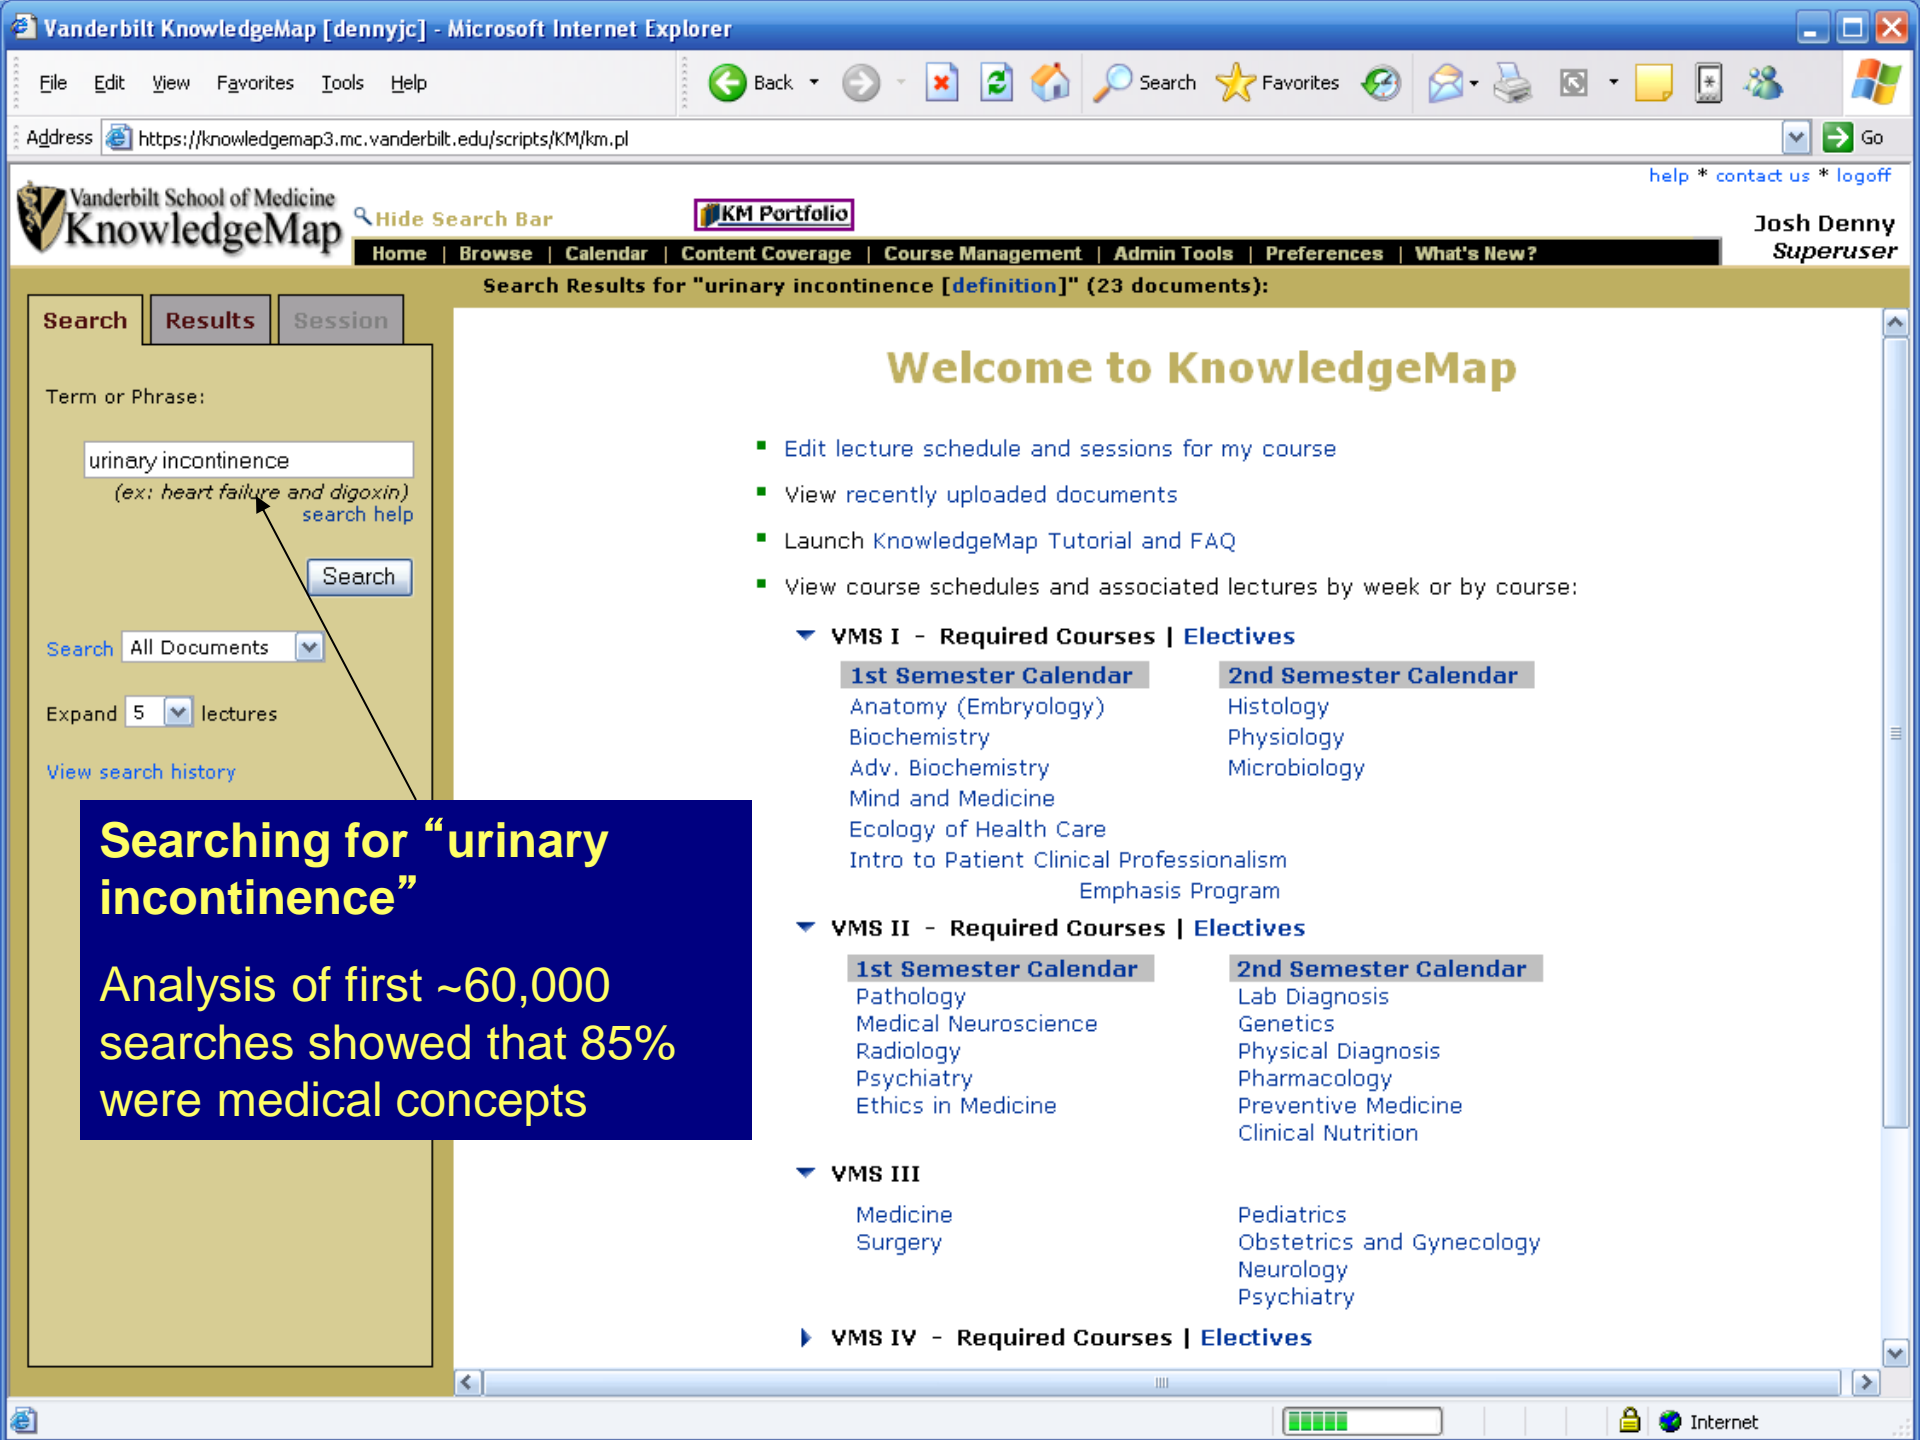 Vanderbilt KnowledgeMap [dennyjc] - Microsoft Internet Explorer
File Edit View Favorites Tools Help
Back Search Favorites
Address https://knowledgemap3.mc.vanderbilt.edu/scripts/KM/km.pl Go
help * contact us * logoff
Vanderbilt School of Medicine
KnowledgeMap
Hide Search Bar
KM Portfolio
Josh Denny
Superuser
Home | Browse | Calendar | Content Coverage | Course Management | Admin Tools | Preferences | What's New?
Search Results for "urinary incontinence [definition]" (23 documents):
Search Results Session
Term or Phrase:
urinary incontinence
(ex: heart failure and digoxin)
search help
Search
Search All Documents
Expand 5 lectures
View search history
Searching for “urinary
incontinence”
Analysis of first ~60,000
searches showed that 85%
were medical concepts
Welcome to KnowledgeMap
Edit lecture schedule and sessions for my course
View recently uploaded documents
Launch KnowledgeMap Tutorial and FAQ
View course schedules and associated lectures by week or by course:
VMS I - Required Courses | Electives
1st Semester Calendar 2nd Semester Calendar
Anatomy (Embryology) Histology
Biochemistry Physiology
Adv. Biochemistry Microbiology
Mind and Medicine
Ecology of Health Care
Intro to Patient Clinical Professionalism
Emphasis Program
VMS II - Required Courses | Electives
1st Semester Calendar 2nd Semester Calendar
Pathology Lab Diagnosis
Medical Neuroscience Genetics
Radiology Physical Diagnosis
Psychiatry Pharmacology
Ethics in Medicine Preventive Medicine
Clinical Nutrition
VMS III
Medicine Pediatrics
Surgery Obstetrics and Gynecology
Neurology
Psychiatry
VMS IV - Required Courses | Electives
Internet